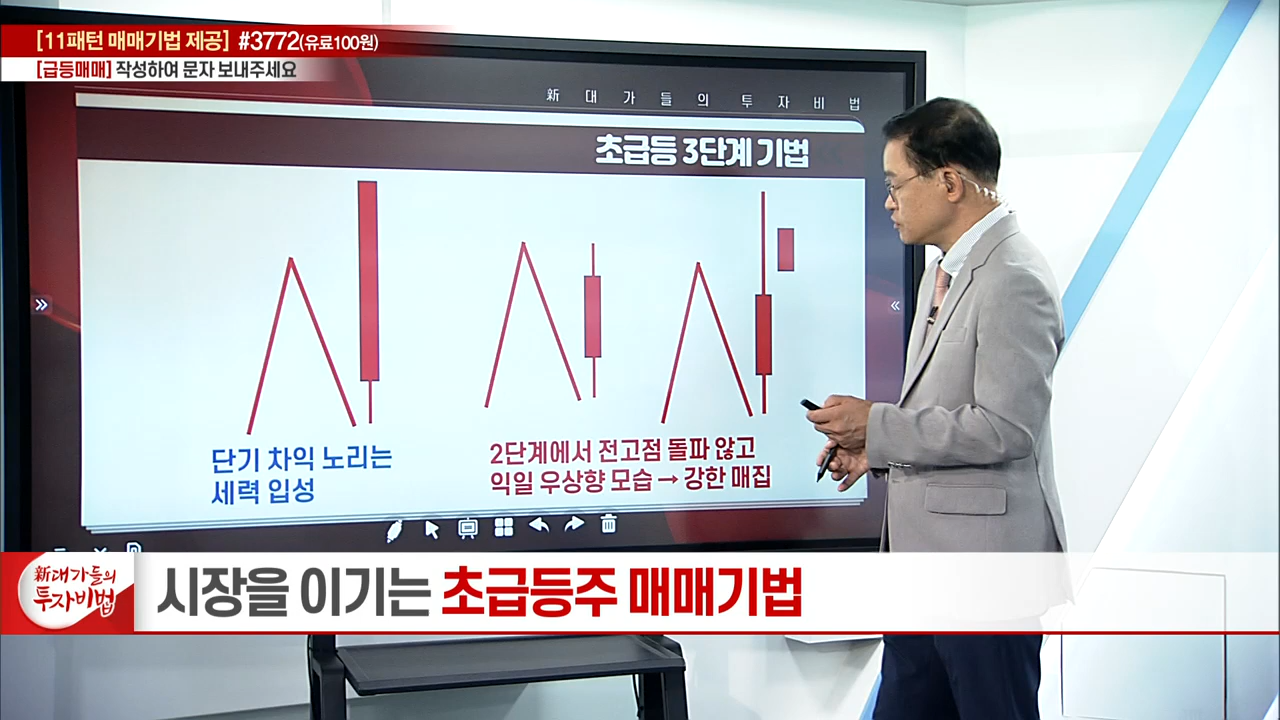 [11패턴 매매기법 제공] #3772(유료100원)
[급등매매] 작성하여 문자 보내주세요
新 대 가 들 의 투 자 비 법
초급등 3단계 기법
단기 차익 노리는
세력 입성
2단계에서 전고점 돌파 않고
익일 우상향 모습 → 강한 매집
新대가들의
투자비법
시장을 이기는 초급등주 매매기법